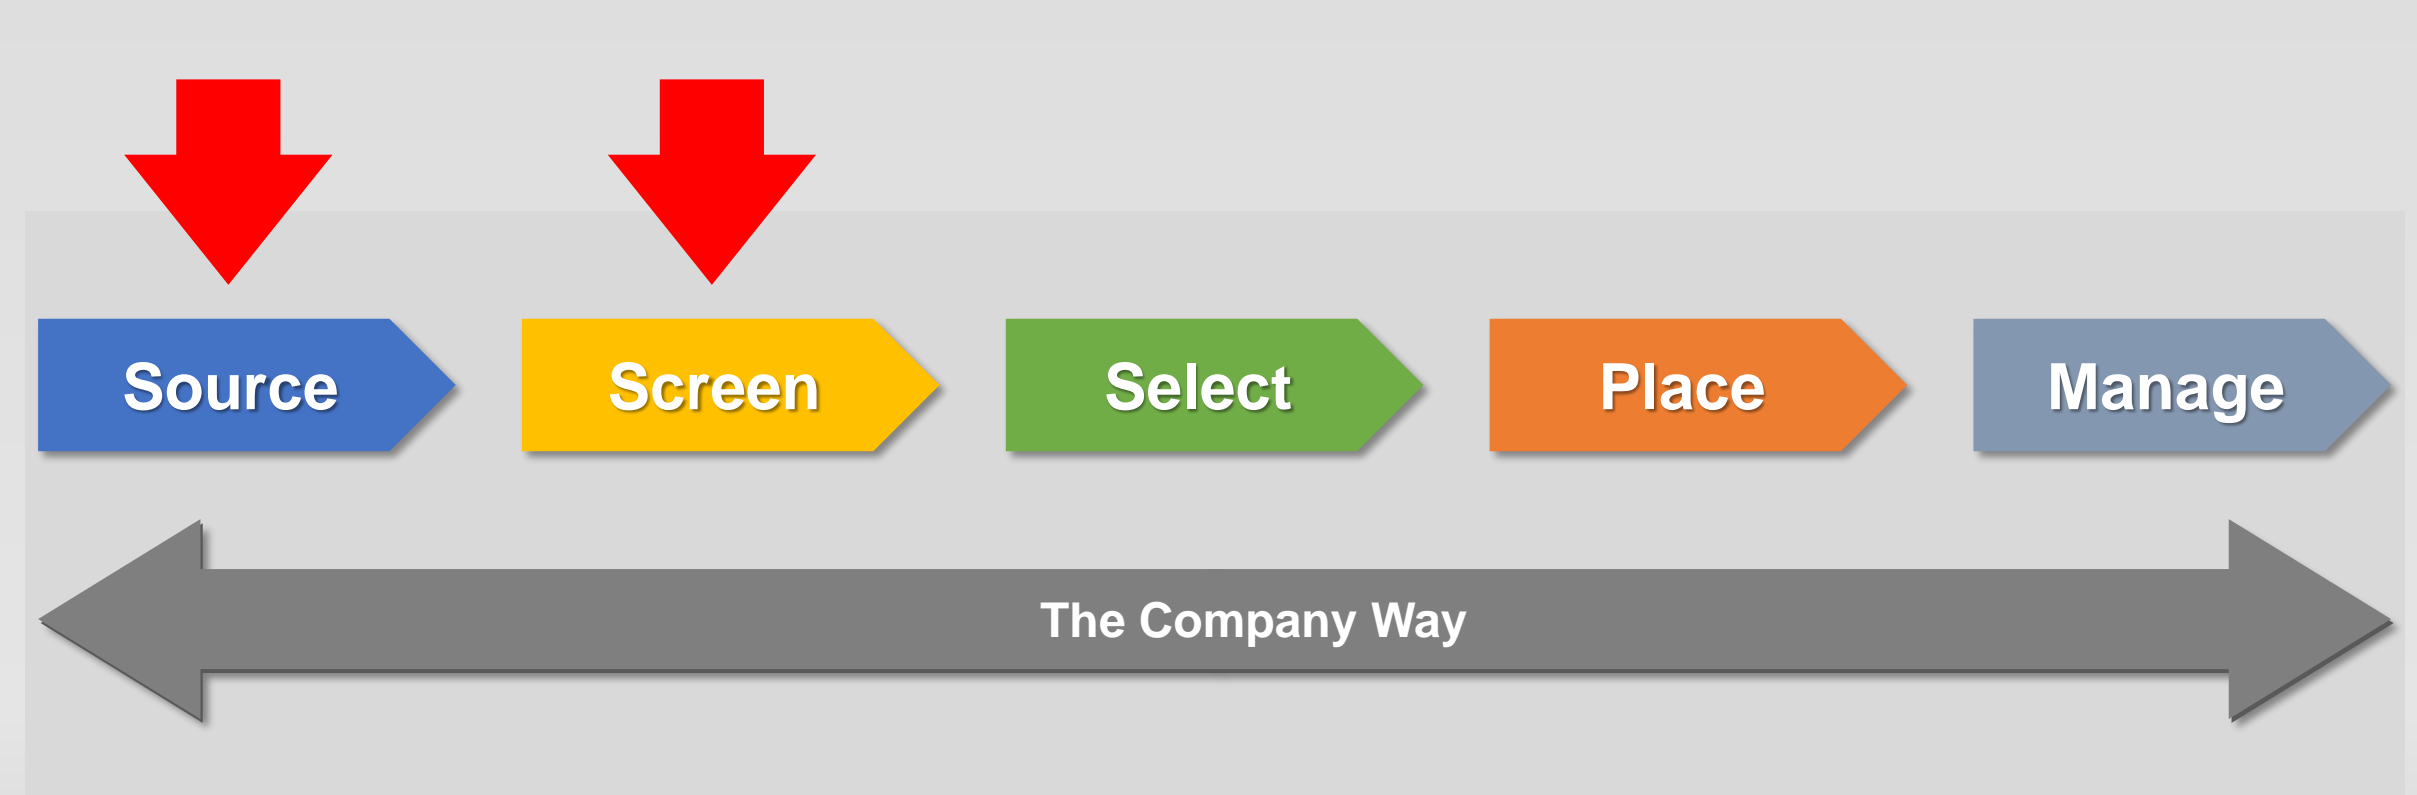 Source
Screen
Select
Place
Manage
The Company Way